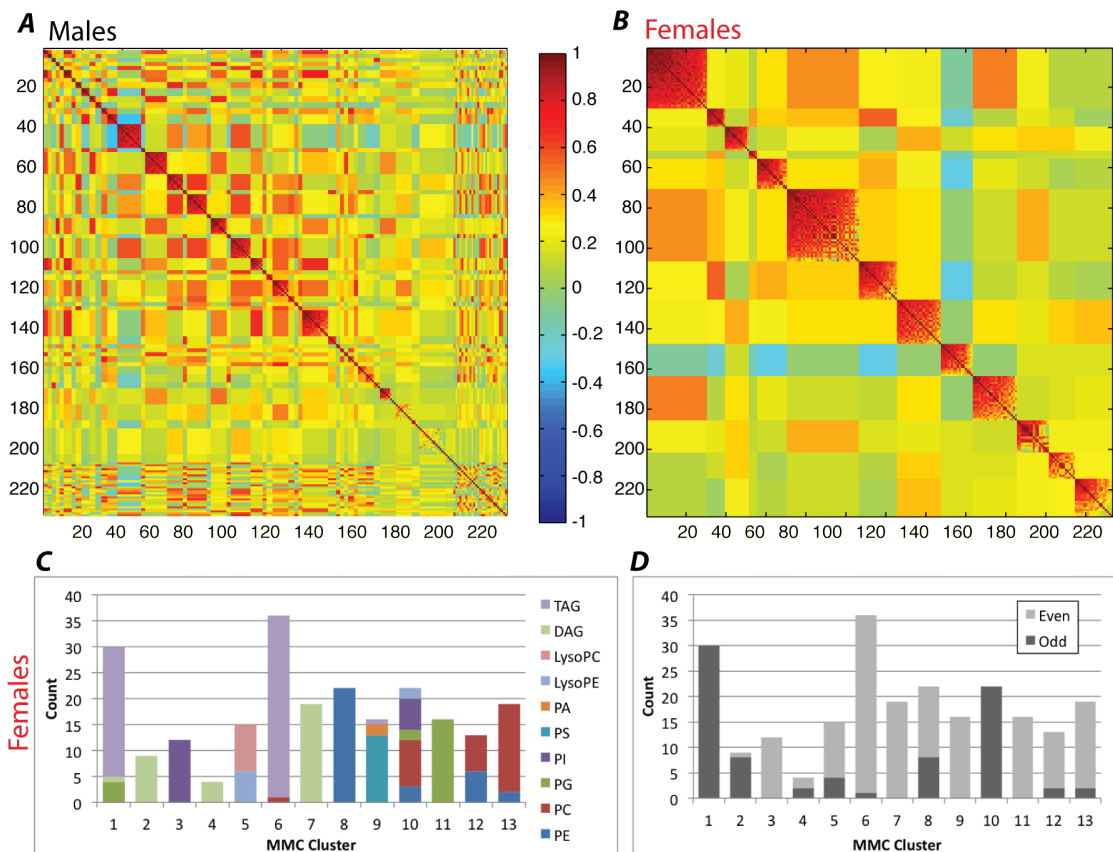 A Males
B Females
20
40
60
80
100
120
140
160
180
200
220
20 40 60 80 100 120 140 160 180 200 220
1
0.8
0.6
0.4
0.2
0
-0.2
-0.4
-0.6
-0.8
-1
20
40
60
80
100
120
140
160
180
200
220
20 40 60 80 100 120 140 160 180 200 220
C
Females
Count
40
35
30
25
20
15
10
5
0
1 2 3 4 5 6 7 8 9 10 11 12 13
MMC Cluster
TAG
DAG
LysoPC
LysoPE
PA
PS
PI
PG
PC
PE
D
Count
40
35
30
25
20
15
10
5
0
1 2 3 4 5 6 7 8 9 10 11 12 13
MMC Cluster
Even
Odd